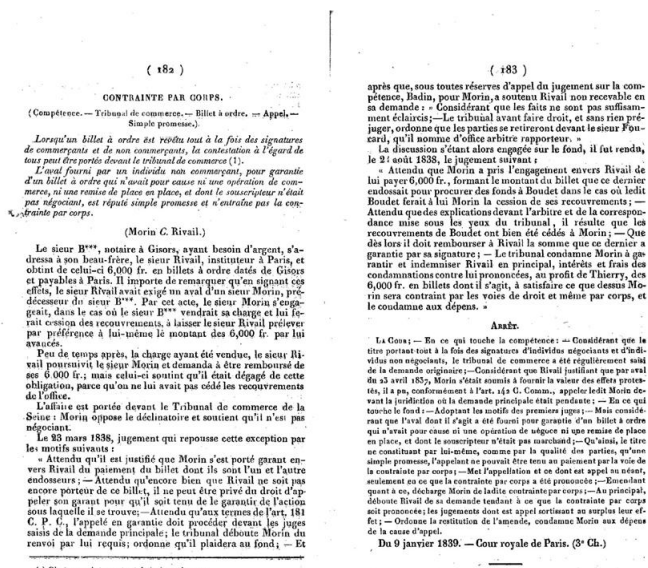 ( 182 )
CONTRAINTE PAR CORPS.
(Compétence. — Tribunal de commerce. — Billet à ordre. — Appel. —
Simple promesse.).
Lorsqu'un billet à ordre est revêtu tout à la fois des signatures
de commerçants et de non commerçants, la contestation à l'égard de
tous peut être portée devant le tribunal de commerce (1).
L'aval fourni par un individu non commerçant, pour garantie
d'un billet à ordre qui n'avait pour cause ni une opération de com-
merce, ni une remise de place en place, et dont le souscripteur n'était
pas négociant, est réputé simple promesse et n'entraîne pas la con-
trainte par corps.
(Morin C. Rivail.)
Le sieur B***, notaire à Gisors, ayant besoin d'argent, s'a-
dressa à son beau-frère, le sieur Rivail, instituteur à Paris, et
obtint de celui-ci 6,000 fr. en billets à ordre datés de Gisors
et payables à Paris. Il importe de remarquer qu'en signant ces
effets, le sieur Rivail avait exigé un aval d'un sieur Morin, pré-
décesseur du sieur B***. Par cet acte, le sieur Morin s'enga-
geait, dans le cas où le sieur B*** vendrait sa charge et lui fe-
rait cession des recouvrements, à laisser le sieur Rivail prélever
par préférence à lui-même le montant des 6,000 fr. par lui
avancés.
Peu de temps après, la charge ayant été vendue, le sieur Ri-
vail poursuivit le sieur Morin et demanda à être remboursé de
ses 6,000 fr.; mais celui-ci soutint qu'il était dégagé de cette
obligation, parce qu'on ne lui avait pas cédé les recouvrements
de l'office.
L'affaire est portée devant le Tribunal de commerce de la
Seine : Morin oppose le déclinatoire et soutient qu'il n'est pas
négociant.
Le 23 mars 1838, jugement qui repousse cette exception par
les motifs suivants :
« Attendu qu'il est justifié que Morin s'est porté garant en-
vers Rivail du paiement du billet dont ils sont l'un et l'autre
endosseurs ; — Attendu qu'encore bien que Rivail ne soit pas
encore porteur de ce billet, il ne peut être privé du droit d'ap-
peler son garant pour qu'il soit tenu de le garantir de l'action
sous laquelle il se trouve;—Attendu qu'aux termes de l'art. 181
C. P. C., l'appelé en garantie doit procéder devant les juges
saisis de la demande principale; le tribunal déboute Morin du
renvoi par lui requis; ordonne qu'il plaidera au fond ; — Et
( 183 )
après que, sous toutes réserves d'appel du jugement sur la com-
pétence, Badin, pour Morin, a soutenu Rivail non recevable en
sa demande : » Considérant que les faits ne sont pas suffisam-
ment éclaircis;—Le tribunal avant faire droit, et sans rien pré-
juger, ordonne que les parties se retireront devant le sieur Fou-
card, qu'il nomme d'office arbitre rapporteur. »
La discussion s'étant alors engagée sur le fond, il fut rendu,
le août 1838, le jugement suivant :
« Attendu que Morin a pris l'engagement envers Rivail de
lui payer 6,000 fr., formant le montant du billet que ce dernier
endossait pour procurer des fonds à Boudet dans le cas où ledit
Boudet ferait à lui Morin la cession de ses recouvrements ; —
Attendu que des explications devant l'arbitre et de la correspon-
dance mise sous les yeux du tribunal, il résulte que les
recouvrements de Boudet ont bien été cédés à Morin ; — Que
dès lors il doit rembourser à Rivail la somme que ce dernier a
garantie par sa signature ; — Le tribunal condamne Morin à ga-
rantir et indemniser Rivail en principal, intérêts et frais des
condamnations contre lui prononcées, au profit de Thierry, des
6,000 fr. en billets dont il s'agit, à satisfaire ce que dessus Mo-
rin sera contraint par les voies de droit et même par corps, et
le condamne aux dépens. »
ARRÊT.
LA COUR; — En ce qui touche la compétence : — Considérant que le
titre portant tout à la fois des signatures d'individus négociants et d'indi-
vidus non négociants, le tribunal de commerce a été régulièrement saisi
de la demande originaire;—Considérant que Rivail justifiant que par aval
du 23 avril 1837, Morin s'était soumis à fournir la valeur des effets protes-
tés, il a pu, conformément à l'art. 142 C. Comm., appeler ledit Morin de-
vant la juridiction où la demande principale était pendante ; — En ce qui
touche le fond :—Adoptant les motifs des premiers juges;— Mais considé-
rant que l'aval dont il s'agit a été fourni pour garantie d'un billet à ordre
qui n'avait pour cause ni une opération de négoce ni une remise de place
en place, et dont le souscripteur n'était pas marchand;— Qu'ainsi, le titre
ne constituant par lui-même, comme par la qualité des parties, qu'une
simple promesse, l'appelant ne pouvait être tenu au paiement par la voie de
la contrainte par corps ;— Met l'appellation et ce dont est appel au néant,
seulement en ce que la contrainte par corps a été prononcée ;—Emendant
quant à ce, décharge Morin de ladite contrainte par corps;—Au principal,
déboute Rivail de sa demande tendant à ce que la contrainte par corps
soit prononcée; les jugements dont est appel sortissant au surplus leur ef-
fet ; — Ordonne la restitution de l'amende, condamne Morin aux dépens
de la cause d'appel.
Du 9 janvier 1839. — Cour royale de Paris. (3e Ch.)